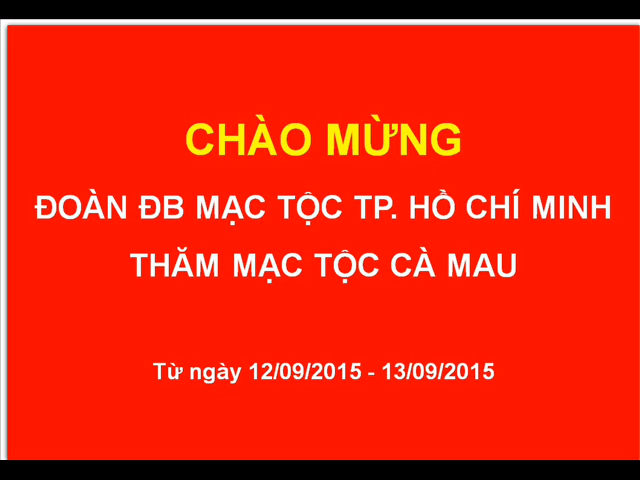 CHÀO MỪNG
ĐOÀN ĐB MẠC TỘC TP. HỒ CHÍ MINH
THĂM MẠC TỘC CÀ MAU
Từ ngày 12/09/2015 - 13/09/2015